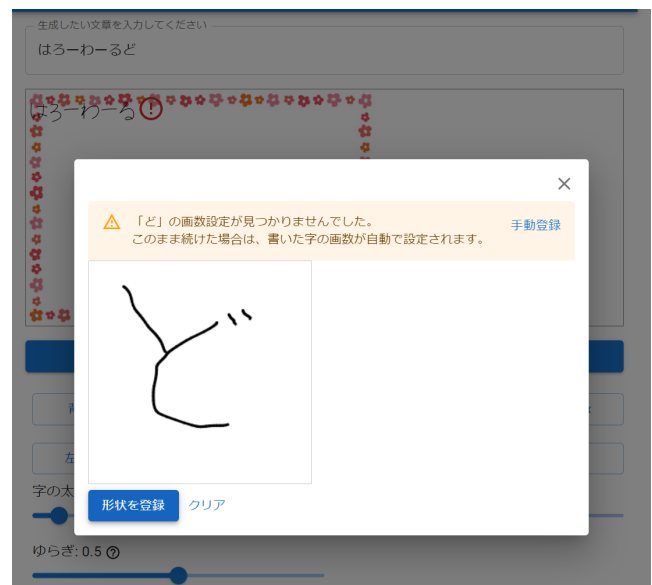 生成したい文章を入力してください
はろーわーるど
はろーわーる
「ど」の画数設定が見つかりませんでした。
このまま続けた場合は、書いた字の画数が自動で設定されます。
手動登録
ど
形状を登録
クリア
左
字の太
ゆらぎ: 0.5